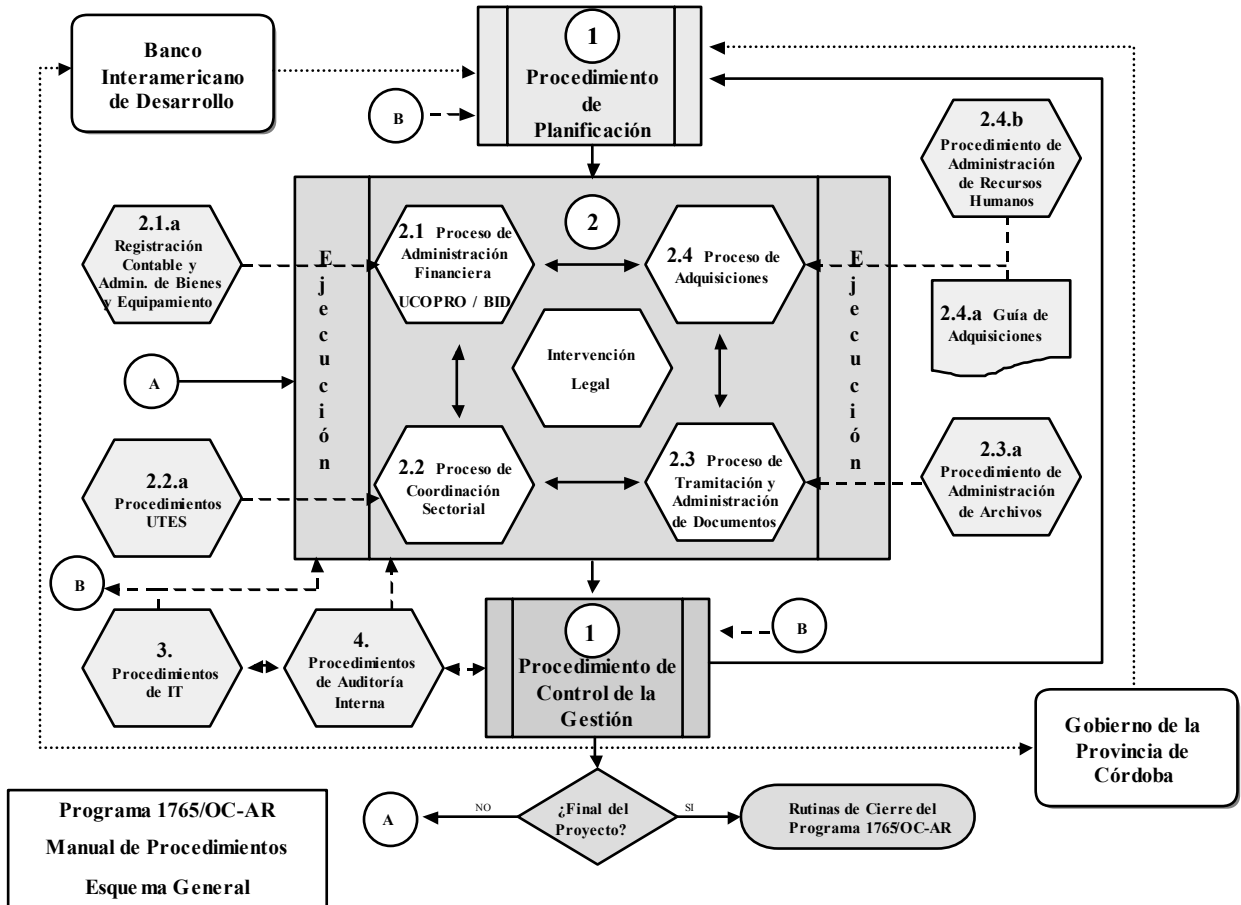 Banco
Interamericano
de Desarrollo
1
Procedimiento
de
Planificación
B
2.4.b
Procedimiento de
Administración
de Recursos
Humanos
2.1.a
Registración
Contable y
Admin. de Bienes
y Equipamiento
Ejecución
2
2.1 Proceso de
Administración
Financiera
UCOPRO / BID
2.4 Proceso de
Adquisiciones
Ejecución
2.4.a Guía de
Adquisiciones
Intervención
Legal
A
2.2.a
Procedimientos
UTES
2.2 Proceso de
Coordinación
Sectorial
2.3 Proceso de
Tramitación y
Administración
de Documentos
2.3.a
Procedimiento de
Administración
de Archivos
B
3.
Procedimientos
de IT
4.
Procedimientos
de Auditoría
Interna
1
Procedimiento de
Control de la
Gestión
B
Gobierno de la
Provincia de
Córdoba
Programa 1765/OC-AR
Manual de Procedimientos
Esquema General
A
NO
¿Final del
Proyecto?
SI
Rutinas de Cierre del
Programa 1765/OC-AR